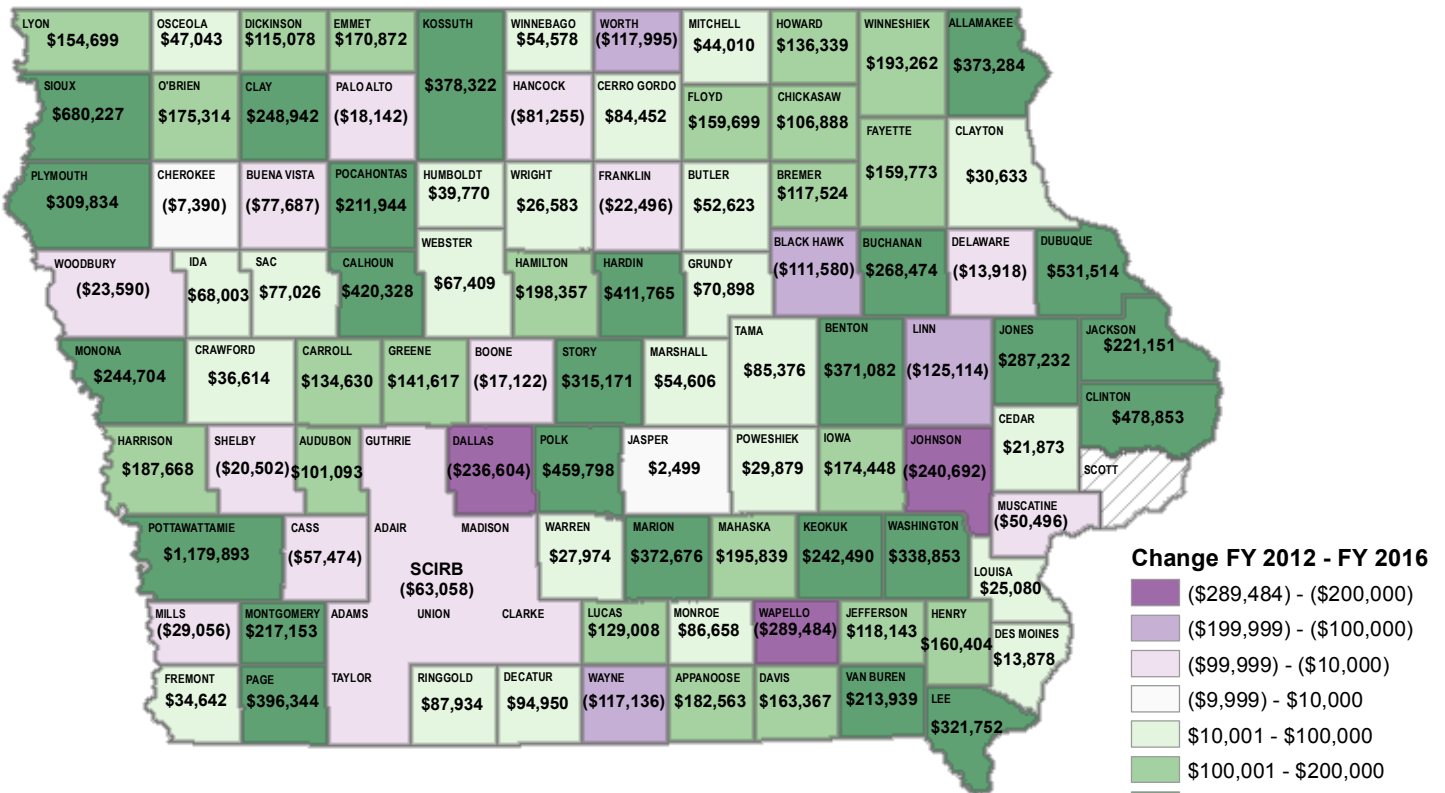 LYON
$154,699
OSCEOLA
$47,043
DICKINSON
$115,078
EMMET
$170,872
KOSSUTH
$378,322
WINNEBAGO
$54,578
WORTH
($117,995)
MITCHELL
$44,010
HOWARD
$136,339
WINNESHIEK
$193,262
ALLAMAKEE
$373,284
SIOUX
$680,227
O'BRIEN
$175,314
CLAY
$248,942
PALO ALTO
($18,142)
HANCOCK
($81,255)
CERRO GORDO
$84,452
FLOYD
$159,699
CHICKASAW
$106,888
FAYETTE
$159,773
CLAYTON
$30,633
PLYMOUTH
$309,834
CHEROKEE
($7,390)
BUENA VISTA
($77,687)
POCAHONTAS
$211,944
HUMBOLDT
$39,770
WRIGHT
$26,583
FRANKLIN
($22,496)
BUTLER
$52,623
BREMER
$117,524
WOODBURY
($23,590)
IDA
$68,003
SAC
$77,026
CALHOUN
$420,328
WEBSTER
$67,409
HAMILTON
$198,357
HARDIN
$411,765
GRUNDY
$70,898
BLACK HAWK
($111,580)
BUCHANAN
$268,474
DELAWARE
($13,918)
DUBUQUE
$531,514
MONONA
$244,704
CRAWFORD
$36,614
CARROLL
$134,630
GREENE
$141,617
BOONE
($17,122)
STORY
$315,171
MARSHALL
$54,606
TAMA
$85,376
BENTON
$371,082
LINN
($125,114)
JONES
$287,232
JACKSON
$221,151
CLINTON
$478,853
CEDAR
$21,873
HARRISON
$187,668
SHELBY
($20,502)
AUDUBON
$101,093
GUTHRIE
DALLAS
($236,604)
POLK
$459,798
JASPER
$2,499
POWESHIEK
$29,879
IOWA
$174,448
JOHNSON
($240,692)
SCOTT
MUSCATINE
($50,496)
POTTAWATTAMIE
$1,179,893
CASS
($57,474)
ADAIR
MADISON
SCIRB
($63,058)
WARREN
$27,974
MARION
$372,676
MAHASKA
$195,839
KEOKUK
$242,490
WASHINGTON
$338,853
LOUISA
$25,080
MILLS
($29,056)
MONTGOMERY
$217,153
ADAMS
UNION
CLARKE
LUCAS
$129,008
MONROE
$86,658
WAPELLO
($289,484)
JEFFERSON
$118,143
HENRY
$160,404
DES MOINES
$13,878
FREMONT
$34,642
PAGE
$396,344
TAYLOR
RINGGOLD
$87,934
DECATUR
$94,950
WAYNE
($117,136)
APPANOOSE
$182,563
DAVIS
$163,367
VAN BUREN
$213,939
LEE
$321,752
Change FY 2012 - FY 2016
($289,484) - ($200,000)
($199,999) - ($100,000)
($99,999) - ($10,000)
($9,999) - $10,000
$10,001 - $100,000
$100,001 - $200,000